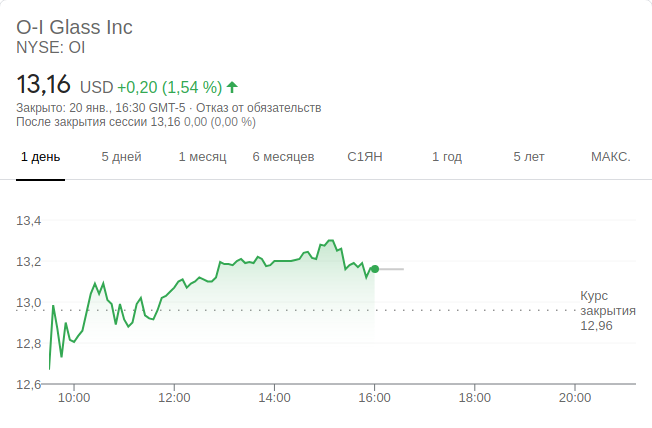 O-I Glass Inc
NYSE: OI
13,16 USD +0,20 (1,54 %)
Закрыто: 20 янв., 16:30 GMT-5 · Отказ от обязательств
После закрытия сессии 13,16 0,00 (0,00 %)
1 день 5 дней 1 месяц 6 месяцев С1ЯН 1 год 5 лет МАКС.
13,4
13,2
13,0
12,8
12,6
Курс
закрытия
12,96
10:00 12:00 14:00 16:00 18:00 20:00